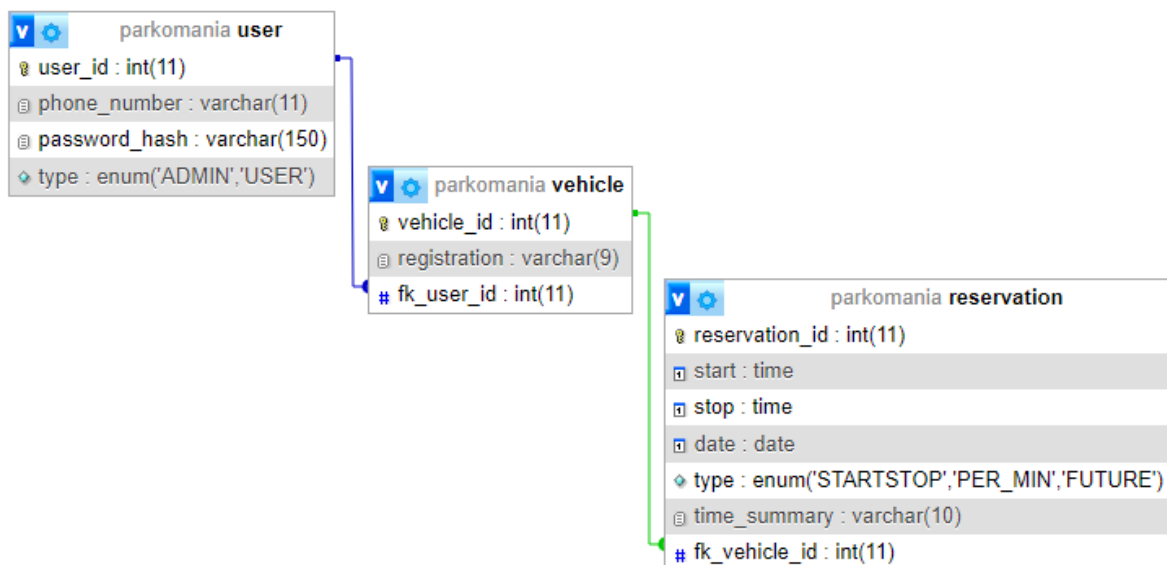 v parkomania user
user_id : int(11)
phone_number : varchar(11)
password_hash : varchar(150)
type : enum('ADMIN','USER')
v parkomania vehicle
vehicle_id : int(11)
registration : varchar(9)
# fk_user_id : int(11)
v parkomania reservation
reservation_id : int(11)
start : time
stop : time
date : date
type : enum('STARTSTOP','PER_MIN','FUTURE')
time_summary : varchar(10)
# fk_vehicle_id : int(11)